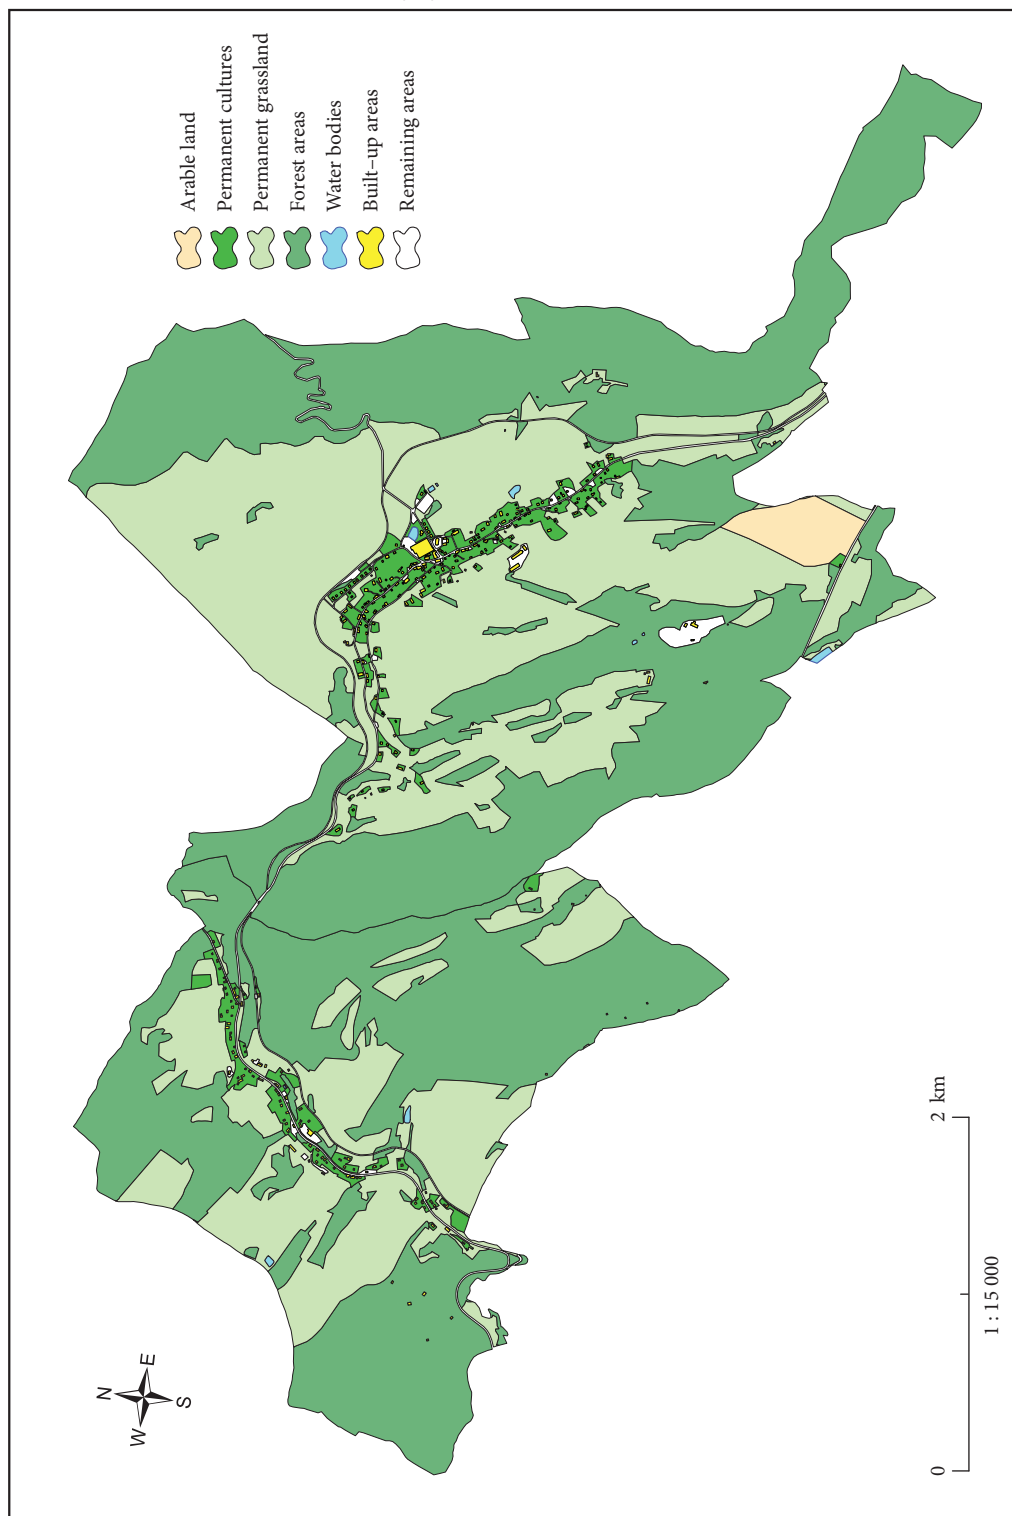 Arable land
Permanent cultures
Permanent grassland
Forest areas
Water bodies
Built–up areas
Remaining areas
N
E
S
W
0
2 km
1 : 15 000